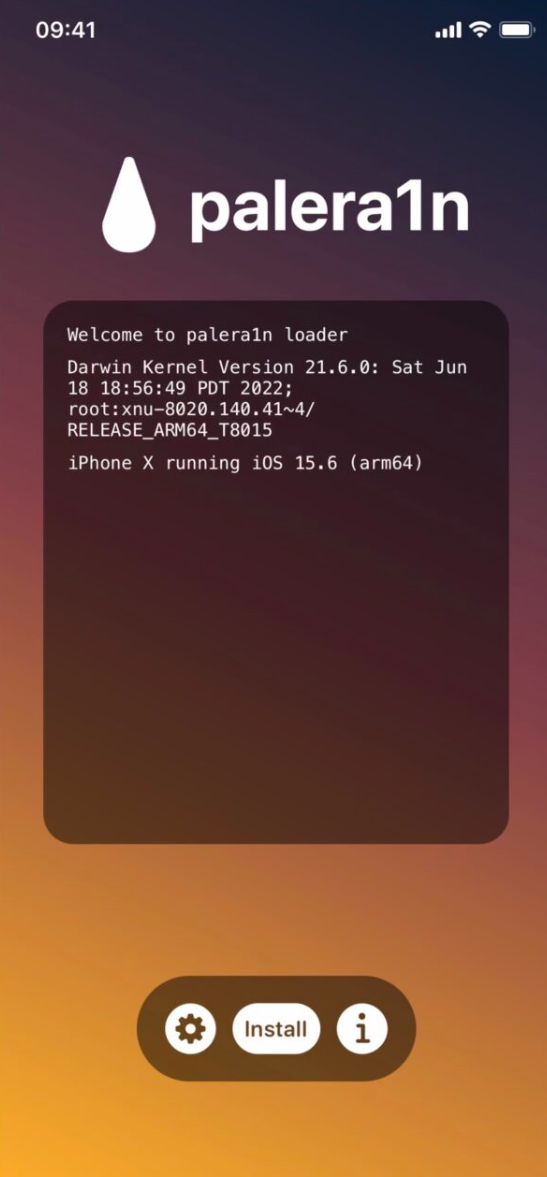 09:41
palera1n
Welcome to palera1n loader
Darwin Kernel Version 21.6.0: Sat Jun
18 18:56:49 PDT 2022;
root:xnu-8020.140.41~4/
RELEASE_ARM64_T8015
iPhone X running iOS 15.6 (arm64)
Install